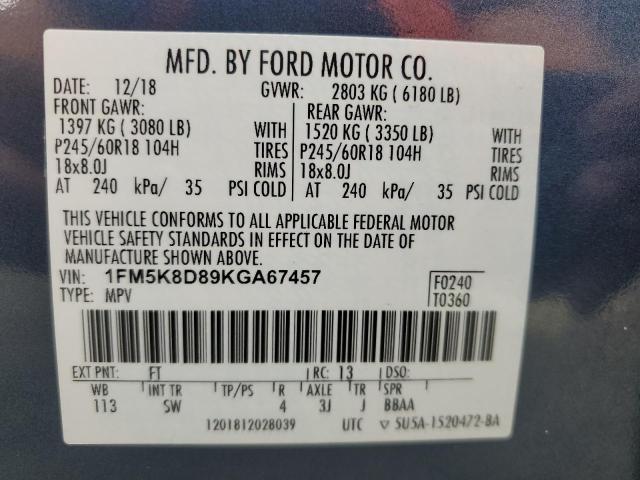 MFD. BY FORD MOTOR CO.
DATE: 12/18 GVWR: 2803 KG ( 6180 LB)
FRONT GAWR: REAR GAWR:
1397 KG ( 3080 LB) WITH 1520 KG ( 3350 LB) WITH
P245/60R18 104H TIRES P245/60R18 104H TIRES
18x8.0J RIMS 18x8.0J RIMS
AT 240 kPa/ 35 PSI COLD AT 240 kPa/ 35 PSI COLD
THIS VEHICLE CONFORMS TO ALL APPLICABLE FEDERAL MOTOR
VEHICLE SAFETY STANDARDS IN EFFECT ON THE DATE OF
MANUFACTURE SHOWN ABOVE.
VIN: 1FM5K8D89KGA67457 F0240
TYPE: MPV T0360
EXT PNT: FT RC: 13 DSO:
WB INT TR TP/PS R AXLE TR SPR
113 SW 4 3J J BBAA
1201812028039 UTC SU5A-1520472-BA